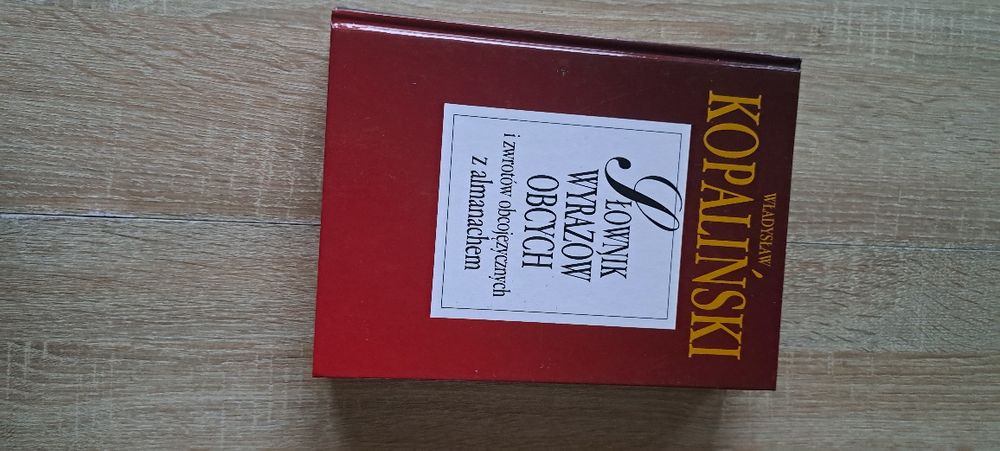 WŁADYSŁAW
KOPALIŃSKI
SŁOWNIK
WYRAZÓW
OBCYCH
i zwrotów obcojęzycznych
z almanachem